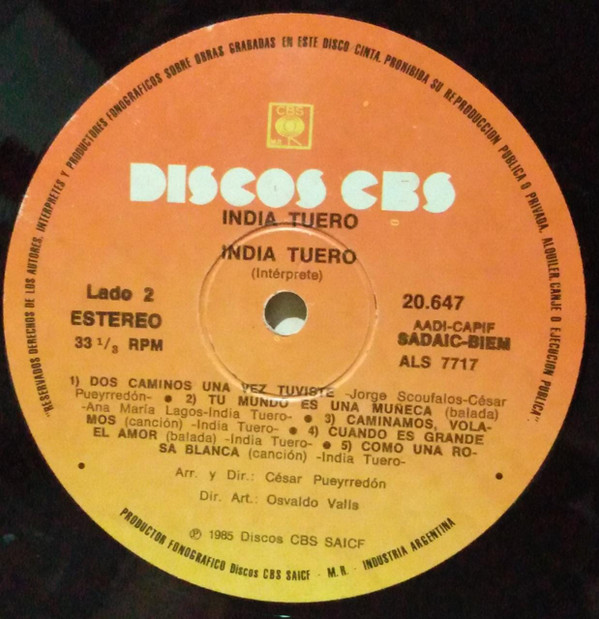 "RESERVADOS DERECHOS DE LOS AUTORES, INTERPRETES Y PRODUCTORES FONOGRAFICOS SOBRE OBRAS GRABADAS EN ESTE DISCO CINTA. PROHIBIDA SU REPRODUCCION PUBLICA O PRIVADA, ALQUILER, CANJE O EJECUCION PUBLICA"
CBS
M.R.
DISCOS CBS
INDIA TUERO
INDIA TUERO
(Intérprete)
Lado 2
ESTEREO
33 1/3 RPM
20.647
AADI-CAPIF
SADAIC-BIEM
ALS 7717
1) DOS CAMINOS UNA VEZ TUVISTE -Jorge Scoufalos-César
Pueyrredón- ● 2) TU MUNDO ES UNA MUÑECA (balada)
-Ana María Lagos-India Tuero- ● 3) CAMINAMOS, VOLA-
MOS (canción) -India Tuero- ● 4) CUANDO ES GRANDE
EL AMOR (balada) -India Tuero- ● 5) COMO UNA RO-
SA BLANCA (canción) -India Tuero-
Arr. y Dir.: César Pueyrredón
Dir. Art.: Osvaldo Valls
℗ 1985 Discos CBS SAICF
PRODUCTOR FONOGRAFICO Discos CBS SAICF - M.R. - INDUSTRIA ARGENTINA